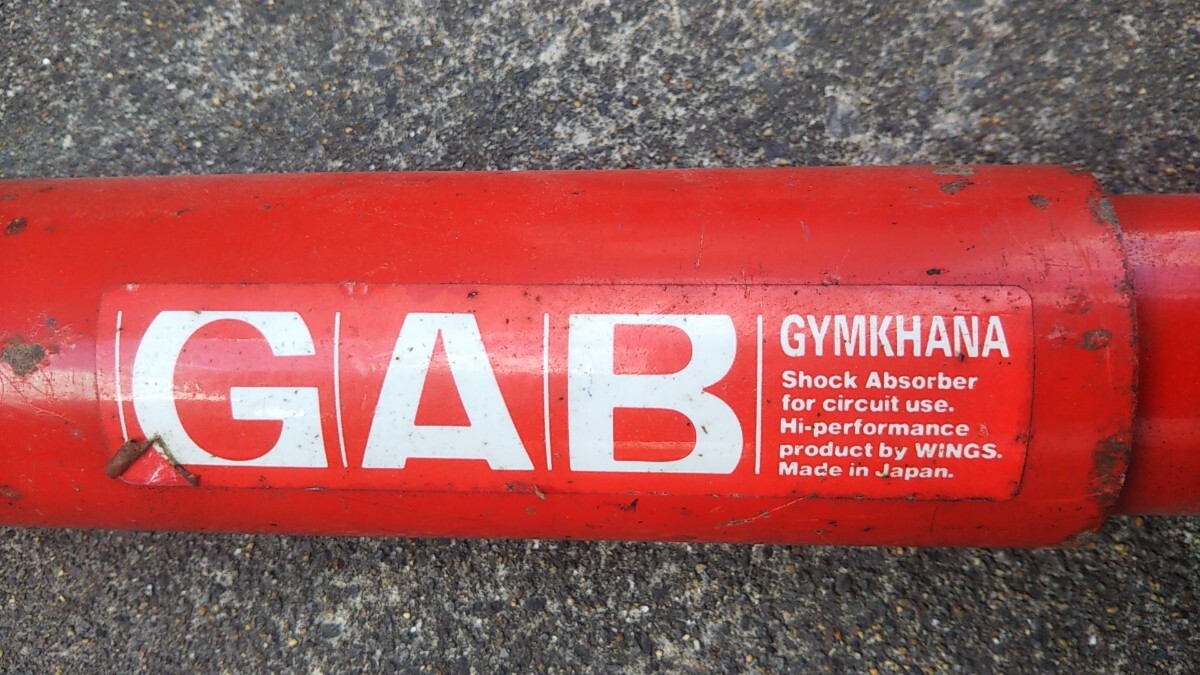 GAB
GYMKHANA
Shock Absorber
for circuit use.
Hi-performance
product by WINGS.
Made in Japan.